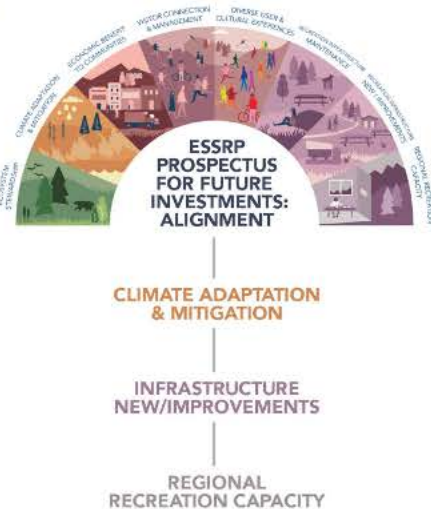 ECOSYSTEM
STEWARDSHIP
CLIMATE ADAPTATION
& MITIGATION
ECONOMIC BENEFIT
TO COMMUNITIES
VISITOR CONNECTION
& MANAGEMENT
DIVERSE USER &
CULTURAL EXPERIENCES
RECREATION INFRASTRUCTURE
MAINTENANCE
RECREATION INFRASTRUCTURE
NEW / IMPROVEMENTS
REGIONAL RECREATION
CAPACITY
ESSRP
PROSPECTUS
FOR FUTURE
INVESTMENTS:
ALIGNMENT
CLIMATE ADAPTATION
& MITIGATION
INFRASTRUCTURE
NEW/IMPROVEMENTS
REGIONAL
RECREATION CAPACITY